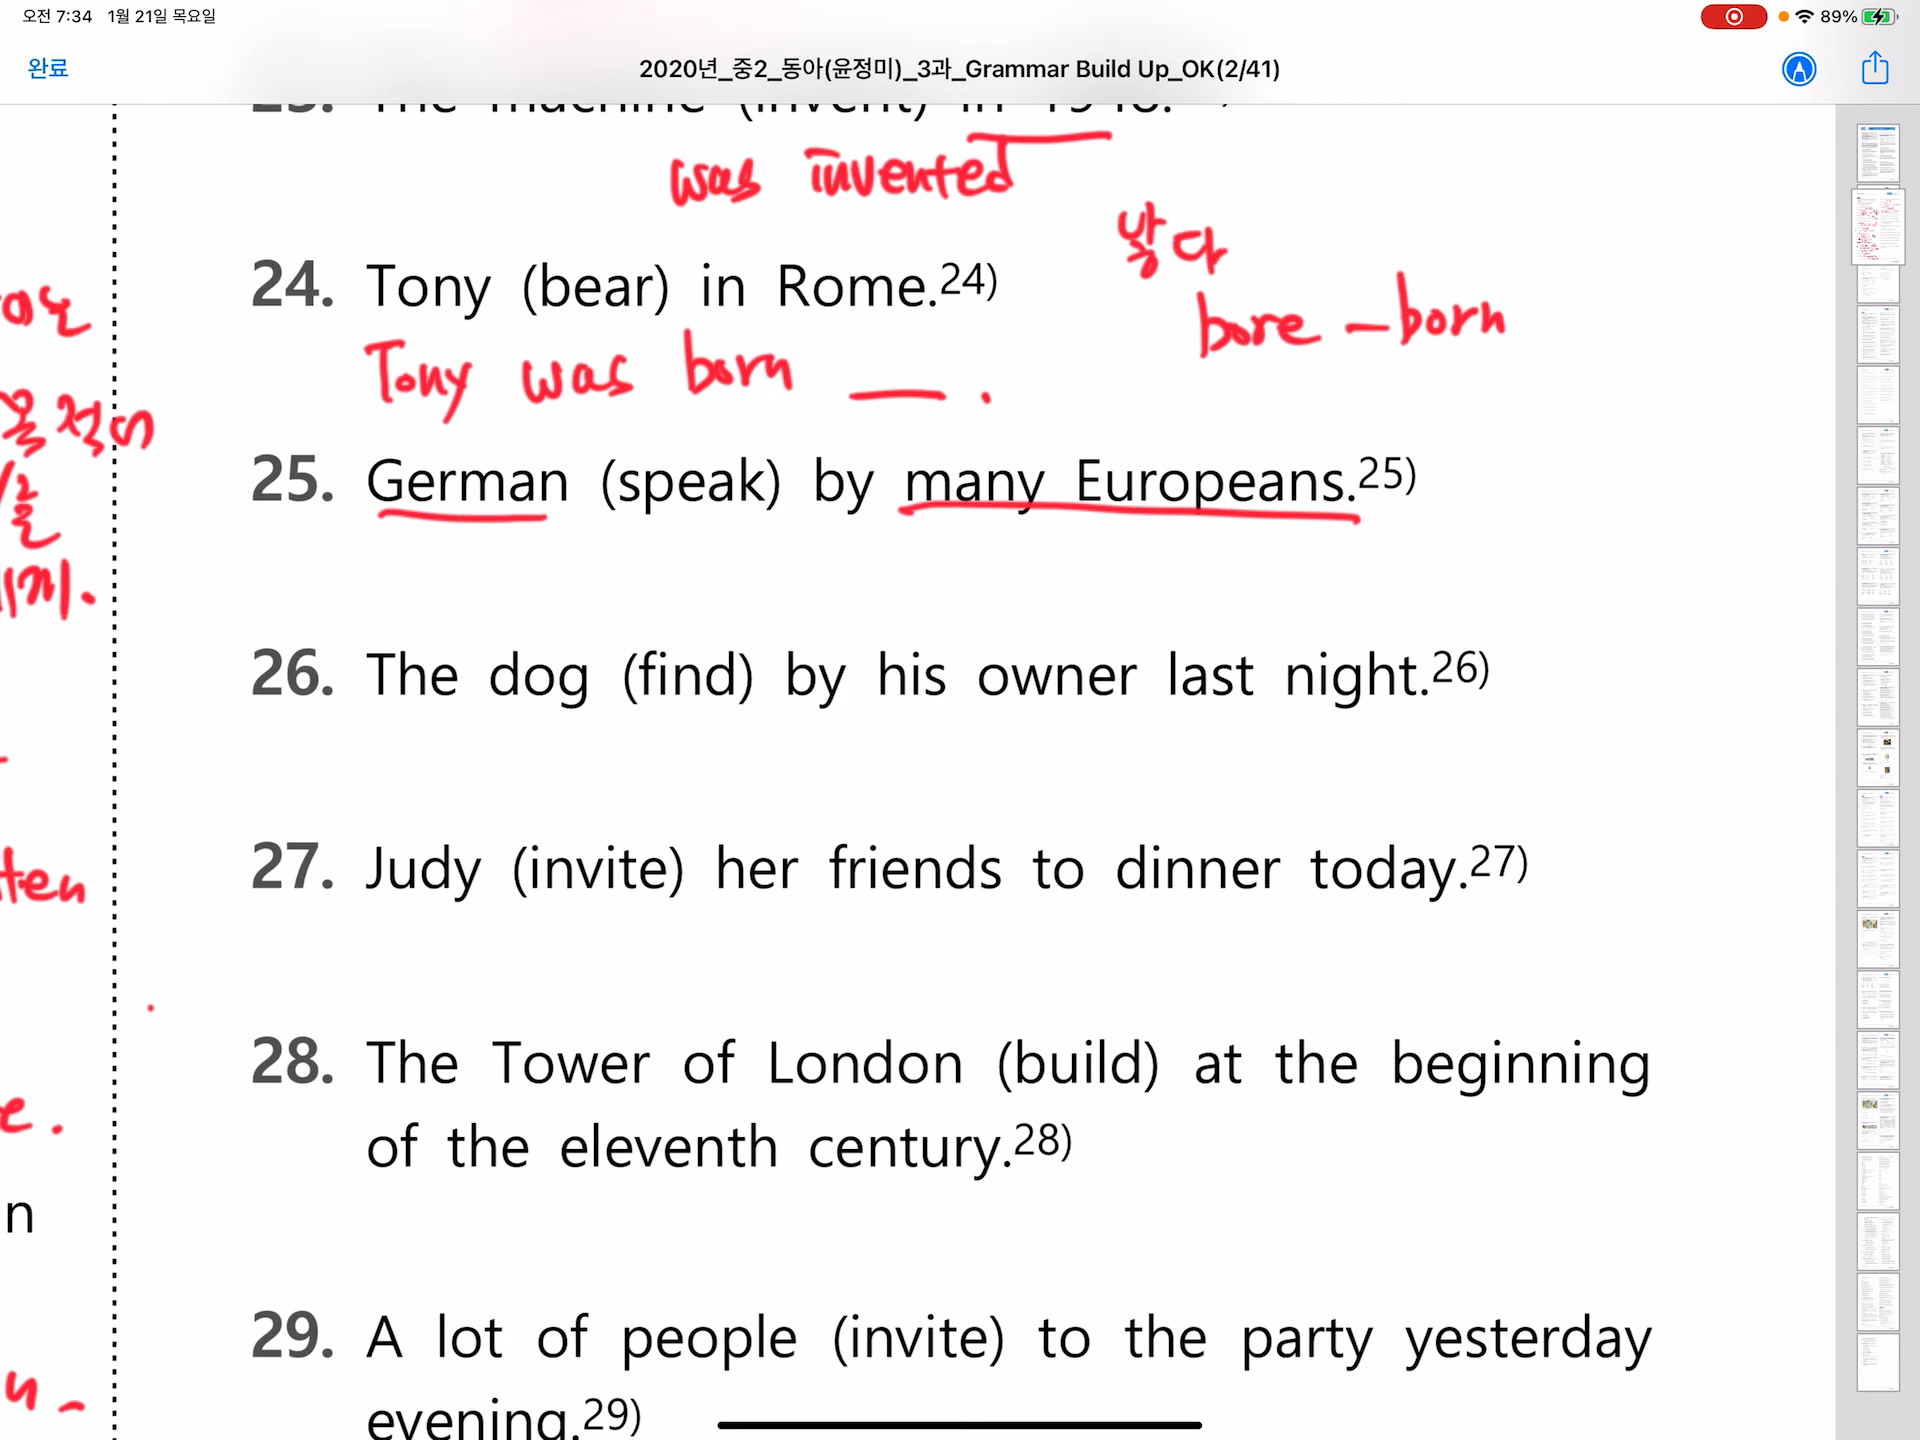 오전 7:34 1월 21일 목요일
89%
완료
2020년_중2_동아(윤정미)_3과_Grammar Build Up_OK(2/41)
was invented
24. Tony (bear) in Rome.24)
bore – born
Tony was born __ .
25. German (speak) by many Europeans.25)
26. The dog (find) by his owner last night.26)
27. Judy (invite) her friends to dinner today.27)
ten
28. The Tower of London (build) at the beginning
of the eleventh century.28)
e.
n
29. A lot of people (invite) to the party yesterday
evening.29)